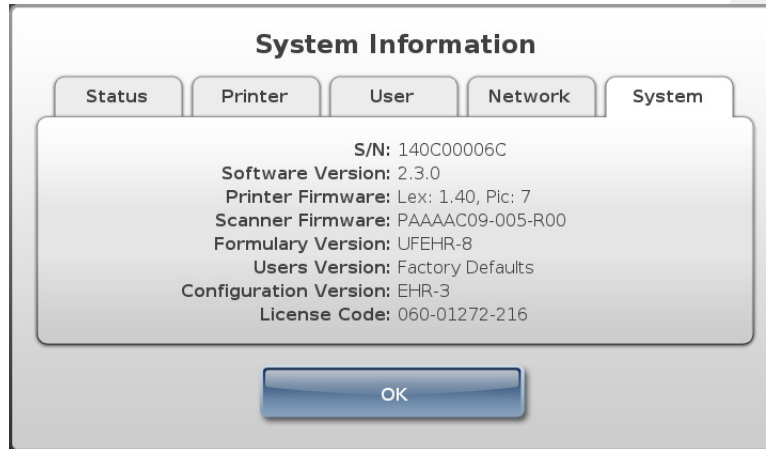 System Information
Status Printer User Network System
S/N: 140C00006C
Software Version: 2.3.0
Printer Firmware: Lex: 1.40, Pic: 7
Scanner Firmware: PAAAAC09-005-R00
Formulary Version: UFEHR-8
Users Version: Factory Defaults
Configuration Version: EHR-3
License Code: 060-01272-216
OK